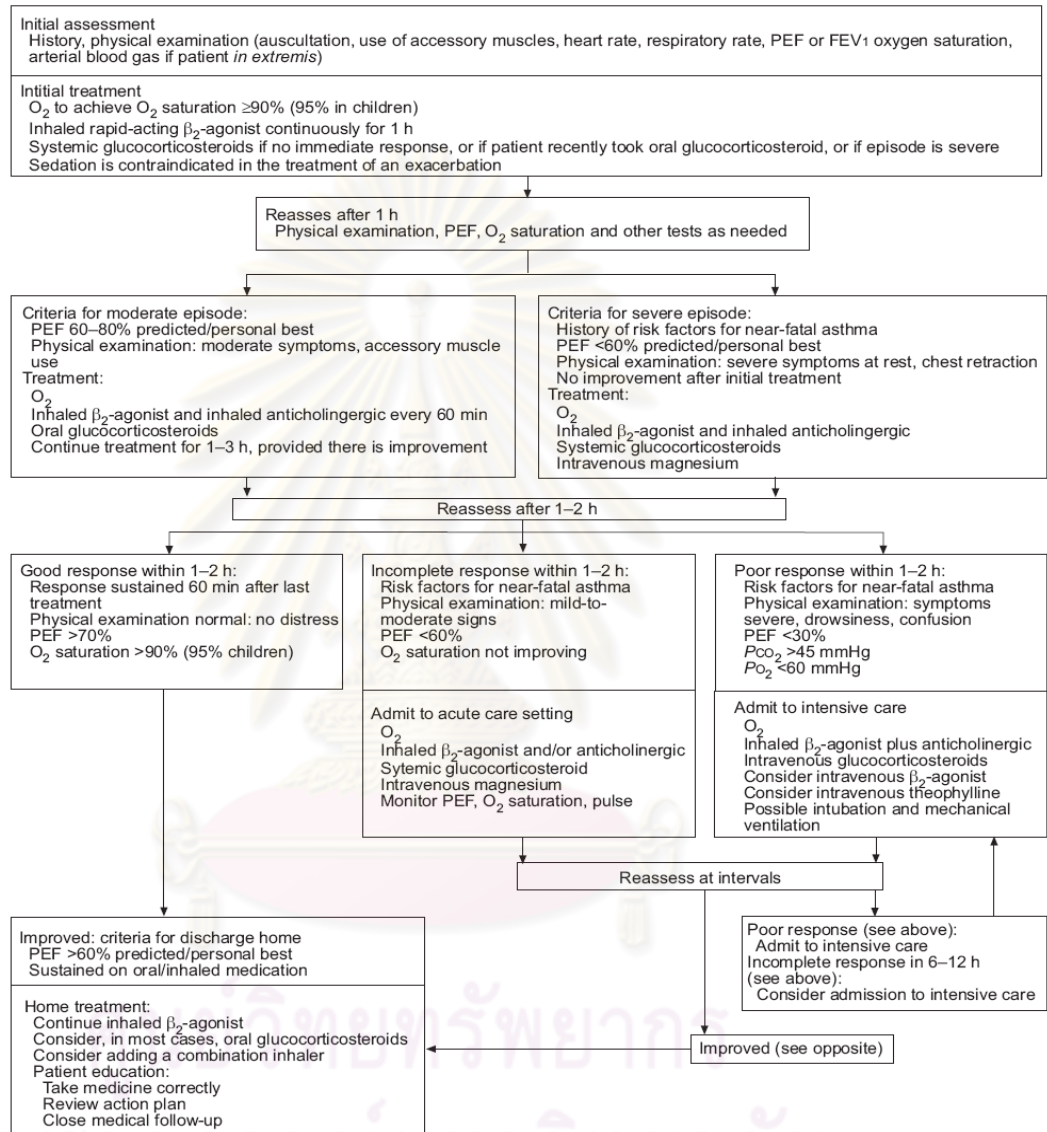 Initial assessment
History, physical examination (auscultation, use of accessory muscles, heart rate, respiratory rate, PEF or FEV1 oxygen saturation,
arterial blood gas if patient in extremis)
Intitial treatment
O2 to achieve O2 saturation ≥90% (95% in children)
Inhaled rapid-acting β2-agonist continuously for 1 h
Systemic glucocorticosteroids if no immediate response, or if patient recently took oral glucocorticosteroid, or if episode is severe
Sedation is contraindicated in the treatment of an exacerbation
Reasses after 1 h
Physical examination, PEF, O2 saturation and other tests as needed
Criteria for moderate episode:
PEF 60–80% predicted/personal best
Physical examination: moderate symptoms, accessory muscle
use
Treatment:
O2
Inhaled β2-agonist and inhaled anticholingergic every 60 min
Oral glucocorticosteroids
Continue treatment for 1–3 h, provided there is improvement
Criteria for severe episode:
History of risk factors for near-fatal asthma
PEF <60% predicted/personal best
Physical examination: severe symptoms at rest, chest retraction
No improvement after initial treatment
Treatment:
O2
Inhaled β2-agonist and inhaled anticholingergic
Systemic glucocorticosteroids
Intravenous magnesium
Reassess after 1–2 h
Good response within 1–2 h:
Response sustained 60 min after last
treatment
Physical examination normal: no distress
PEF >70%
O2 saturation >90% (95% children)
Incomplete response within 1–2 h:
Risk factors for near-fatal asthma
Physical examination: mild-to-
moderate signs
PEF <60%
O2 saturation not improving
Admit to acute care setting
O2
Inhaled β2-agonist and/or anticholinergic
Sytemic glucocorticosteroid
Intravenous magnesium
Monitor PEF, O2 saturation, pulse
Poor response within 1–2 h:
Risk factors for near-fatal asthma
Physical examination: symptoms
severe, drowsiness, confusion
PEF <30%
PCO2 >45 mmHg
PO2 <60 mmHg
Admit to intensive care
O2
Inhaled β2-agonist plus anticholinergic
Intravenous glucocorticosteroids
Consider intravenous β2-agonist
Consider intravenous theophylline
Possible intubation and mechanical
ventilation
Reassess at intervals
Poor response (see above):
Admit to intensive care
Incomplete response in 6–12 h
(see above):
Consider admission to intensive care
Improved (see opposite)
Improved: criteria for discharge home
PEF >60% predicted/personal best
Sustained on oral/inhaled medication
Home treatment:
Continue inhaled β2-agonist
Consider, in most cases, oral glucocorticosteroids
Consider adding a combination inhaler
Patient education:
Take medicine correctly
Review action plan
Close medical follow-up
ศูนย์วิทยทรัพยากร